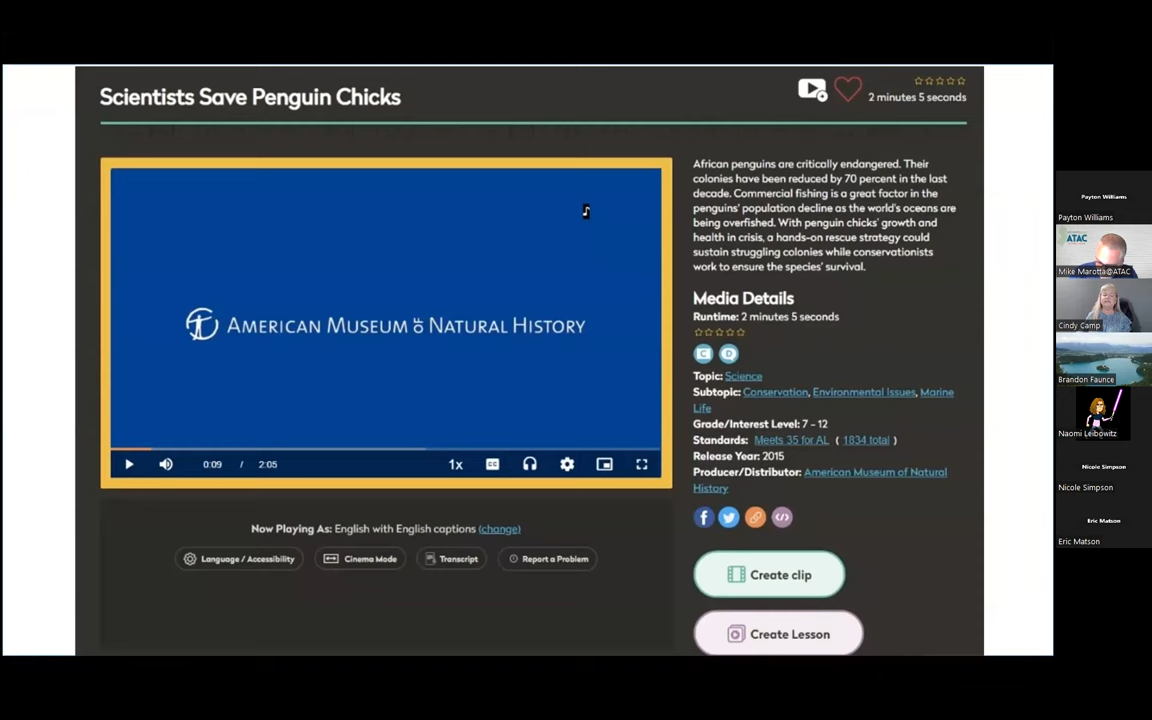 Scientists Save Penguin Chicks
2 minutes 5 seconds
AMERICAN MUSEUM OF NATURAL HISTORY
0:09 / 2:05
1x
CC
Now Playing As: English with English captions (change)
Language / Accessibility
Cinema Mode
Transcript
Report a Problem
African penguins are critically endangered. Their
colonies have been reduced by 70 percent in the last
decade. Commercial fishing is a great factor in the
penguins' population decline as the world's oceans are
being overfished. With penguin chicks' growth and
health in crisis, a hands-on rescue strategy could
sustain struggling colonies while conservationists
work to ensure the species' survival.
Media Details
Runtime: 2 minutes 5 seconds
C D
Topic: Science
Subtopic: Conservation, Environmental Issues, Marine
Life
Grade/Interest Level: 7 - 12
Standards: Meets 35 for AL ( 1834 total )
Release Year: 2015
Producer/Distributor: American Museum of Natural
History
Create clip
Create Lesson
Payton Williams
Payton Williams
ATAC
Mike Marotta@ATAC
Cindy Camp
Brandon Faunce
Naomi Leibowitz
Nicole Simpson
Nicole Simpson
Eric Matson
Eric Matson